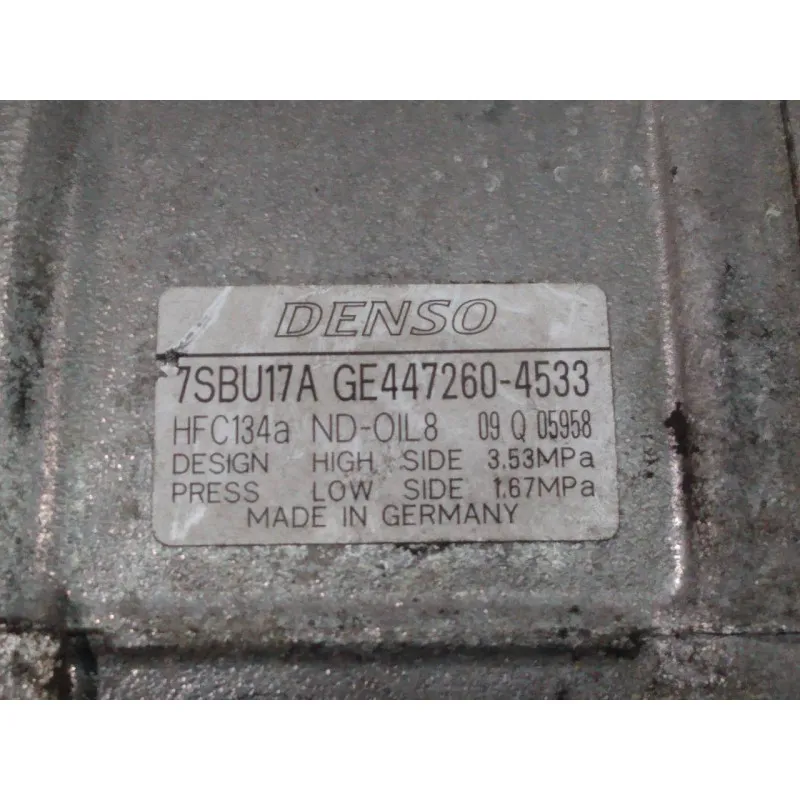 DENSO
7SBU17A GE447260-4533
HFC134a ND-OIL8 09 Q 05958
DESIGN HIGH SIDE 3.53MPa
PRESS LOW SIDE 1.67MPa
MADE IN GERMANY